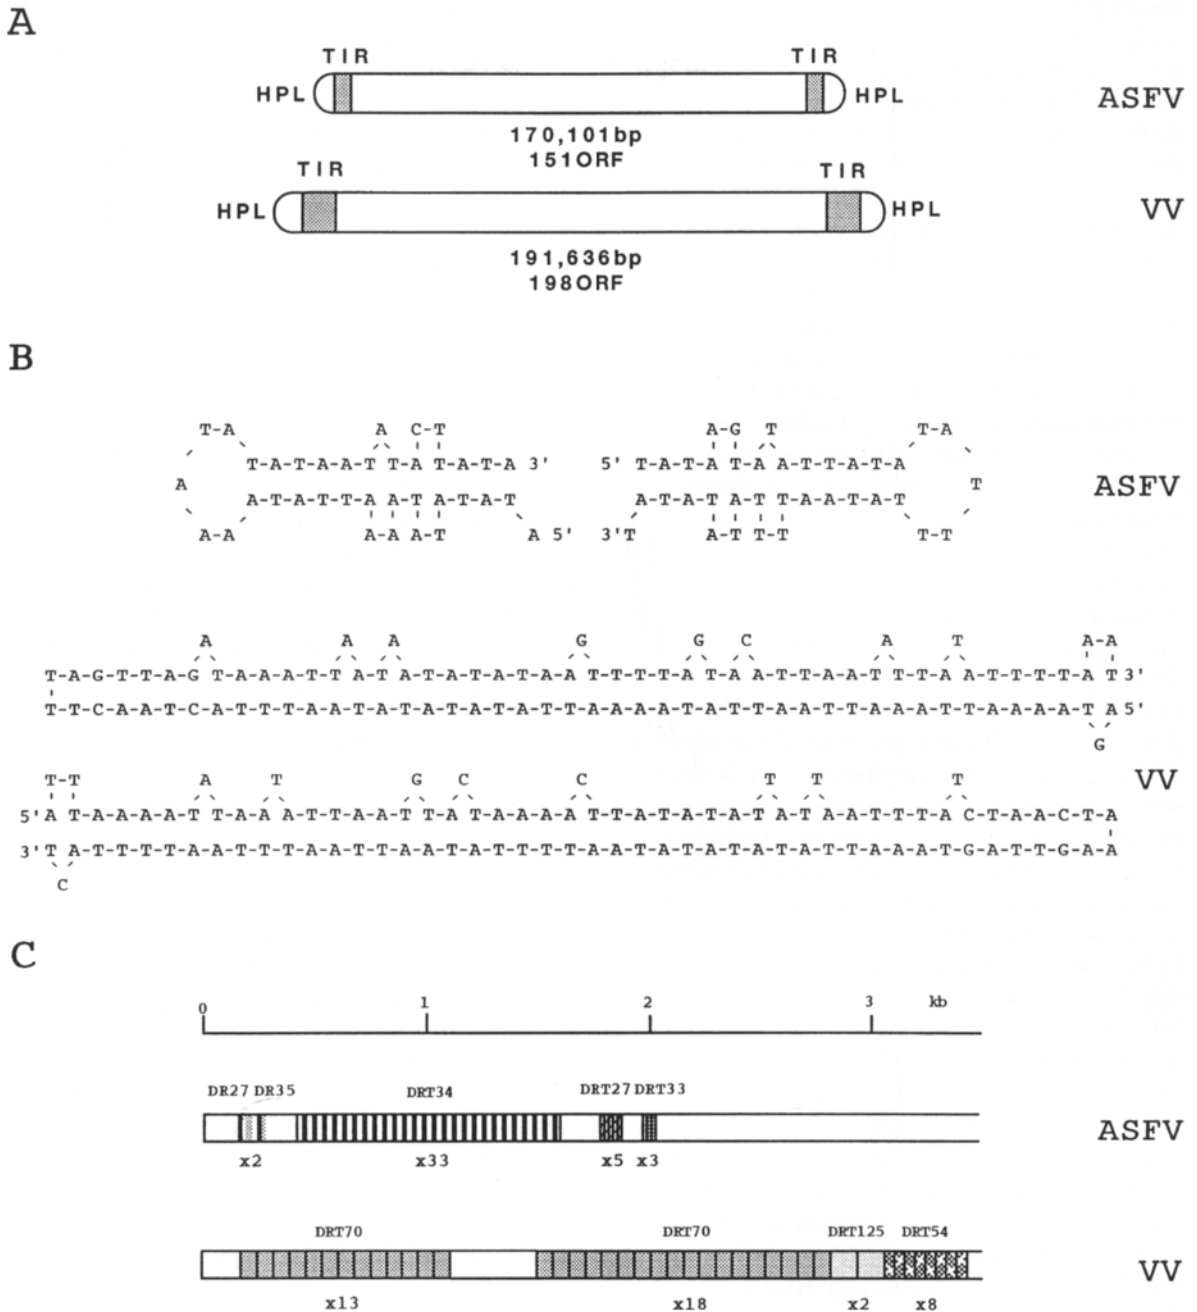 A
TIR TIR
HPL HPL ASFV
170,101bp
151ORF
TIR TIR
HPL HPL VV
191,636bp
198ORF
B
T-A A C-T A-G T T-A
T-A-T-A-A-T T-A-T-A-T-A 3' 5' T-A-T-A-T-A-A-T-T-A-T-A
A T ASFV
A-T-A-T-T-A-A-T-A-T-A-T A-T-A-T-A-T-T-A-A-T-A-T
A-A A-A A-T A 5' 3'T A-T T-T T-T
A A A G G C A T A-A
T-A-G-T-T-A-G-T-A-A-A-T-T-A-T-A-T-A-T-A-T-A-A-T-T-T-T-A-T-A-A-T-T-A-A-T-T-T-A-A-T-T-T-T-A-T 3'
T-T-C-A-A-T-C-A-T-T-T-A-A-T-A-T-A-T-A-T-A-T-T-A-A-A-A-T-A-T-T-A-A-T-T-A-A-A-T-T-A-A-A-A-T-A 5'
G
T-T A T G C C T T T VV
5'A-T-A-A-A-A-T-T-A-A-A-T-T-A-A-T-T-A-T-A-A-A-A-T-T-A-T-A-T-A-T-A-T-A-A-T-T-T-A-C-T-A-A-C-T-A
3'T-A-T-T-T-T-A-A-T-T-T-A-A-T-T-A-A-T-A-T-T-T-T-A-A-T-A-T-A-T-A-T-A-T-T-A-A-A-T-G-A-T-T-G-A-A
C
C
0 1 2 3 kb
DR27 DR35 DRT34 DRT27 DRT33
ASFV
x2 x33 x5 x3
DRT70 DRT70 DRT125 DRT54
VV
x13 x18 x2 x8